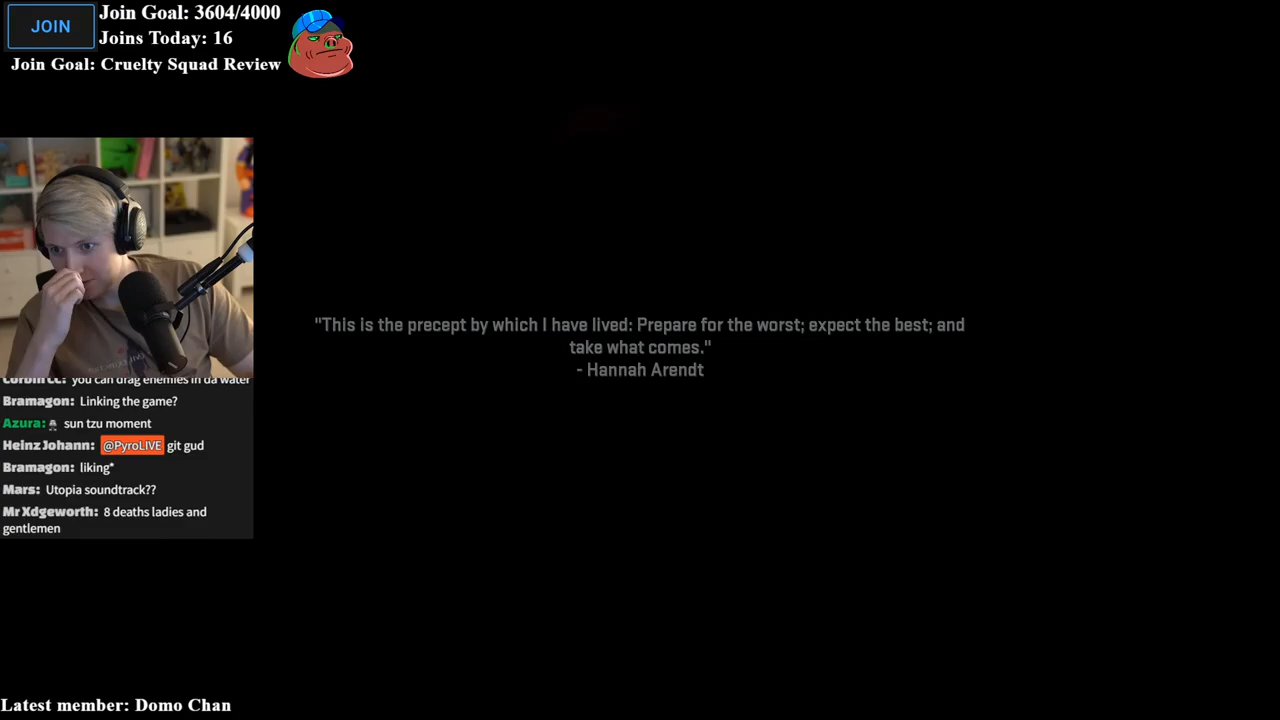 JOIN
Join Goal: 3604/4000
Joins Today: 16
Join Goal: Cruelty Squad Review
"This is the precept by which I have lived: Prepare for the worst; expect the best; and
take what comes."
- Hannah Arendt
Corbin CC: you can drag enemies in da water
Bramagon: Linking the game?
Azura: sun tzu moment
Heinz Johann: @PyroLIVE git gud
Bramagon: liking*
Mars: Utopia soundtrack??
Mr Xdgeworth: 8 deaths ladies and
gentlemen
Latest member: Domo Chan